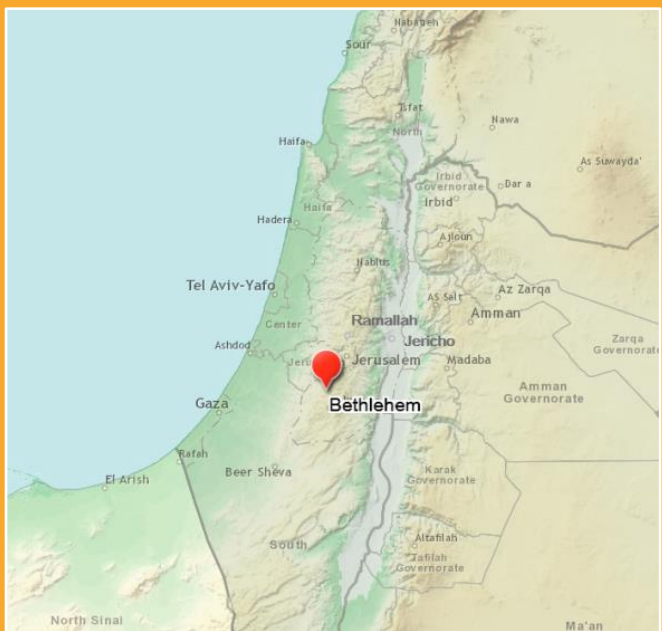 Nabatieh
Sour
Tsfat
North
Nawa
Haifa
As Suwayda'
Irbid
Governorate
Dar a
Irbid
Haifa
Hadera
Ajloun
Nablus
Tel Aviv-Yafo
Az Zarqa
As Salt
Center
Ramallah
Amman
Jericho
Zarqa
Governorate
Ashdod
Jerusalem
Madaba
Bethlehem
Amman
Governorate
Gaza
Rafah
Beer Sheva
El Arish
Karak
Governorate
South
Altafilah
Tafilah
Governorate
North Sinai
Ma'an